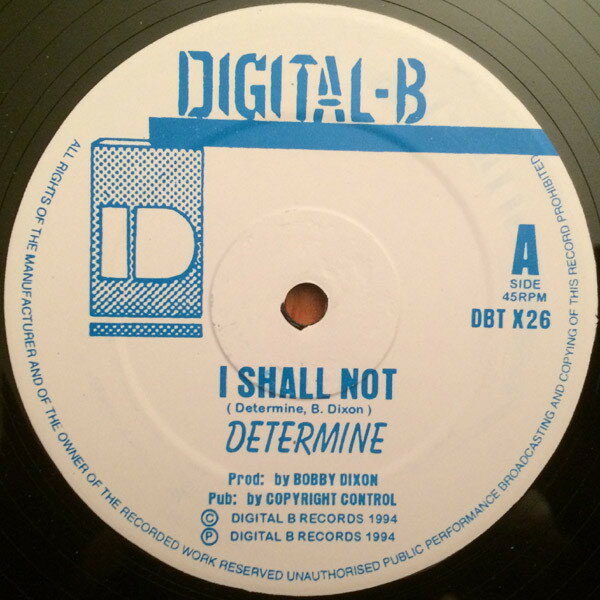 DIGITAL-B
D
A
SIDE
45RPM
DBT X26
I SHALL NOT
( Determine, B. Dixon )
DETERMINE
Prod: by BOBBY DIXON
Pub: by COPYRIGHT CONTROL
© DIGITAL B RECORDS 1994
℗ DIGITAL B RECORDS 1994
ALL RIGHTS OF THE MANUFACTURER AND OF THE OWNER OF THE RECORDED WORK RESERVED UNAUTHORISED PUBLIC PERFORMANCE BROADCASTING AND COPYING OF THIS RECORD PROHIBITED